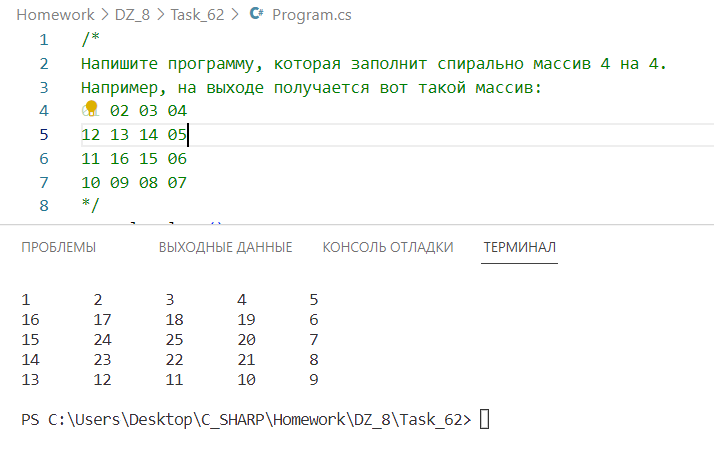 Homework > DZ_8 > Task_62 > C# Program.cs
1 /*
2 Напишите программу, которая заполнит спирально массив 4 на 4.
3 Например, на выходе получается вот такой массив:
4 02 03 04
5 12 13 14 05
6 11 16 15 06
7 10 09 08 07
8 */
ПРОБЛЕМЫ ВЫХОДНЫЕ ДАННЫЕ КОНСОЛЬ ОТЛАДКИ ТЕРМИНАЛ
1 2 3 4 5
16 17 18 19 6
15 24 25 20 7
14 23 22 21 8
13 12 11 10 9
PS C:\Users\Desktop\C_SHARP\Homework\DZ_8\Task_62>